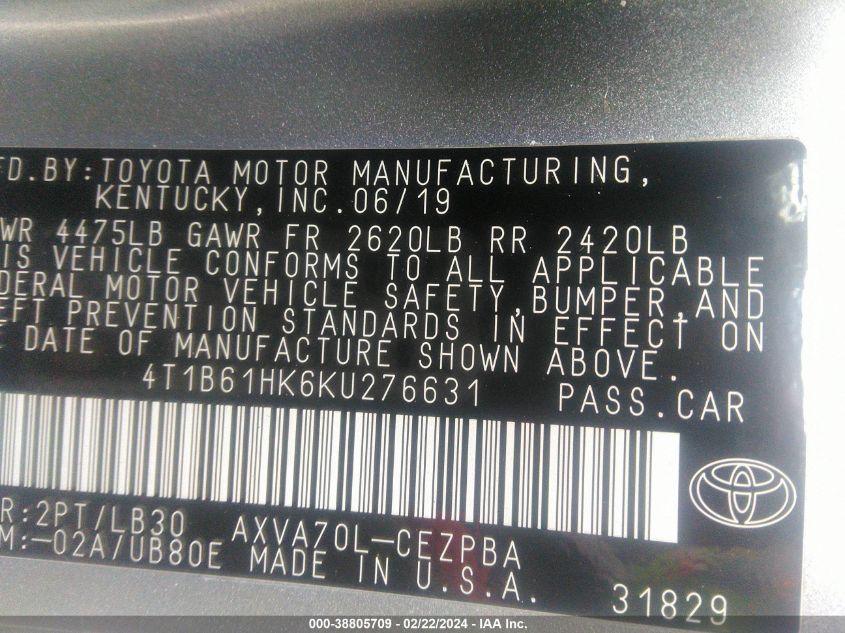 FD.BY:TOYOTA MOTOR MANUFACTURING,
KENTUCKY,INC.06/19
WR 4475LB GAWR FR 2620LB RR 2420LB
IS VEHICLE CONFORMS TO ALL APPLICABLE
DERAL MOTOR VEHICLE SAFETY,BUMPER,AND
EFT PREVENTION STANDARDS IN EFFECT ON
E DATE OF MANUFACTURE SHOWN ABOVE.
4T1B61HK6KU276631 PASS.CAR
R:2PT/LB30 AXVA70L-CEZPBA
M:-02A/UB80E MADE IN U.S.A.
31829
000-38805709 - 02/22/2024 - IAA Inc.